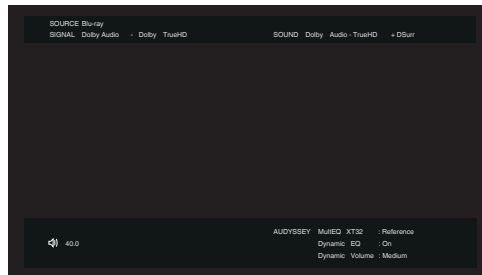 SOURCE Blu-ray
SIGNAL Dolby Audio - Dolby TrueHD SOUND Dolby Audio - TrueHD + DSurr
AUDYSSEY MultEQ XT32 : Reference
40.0 Dynamic EQ : On
Dynamic Volume : Medium